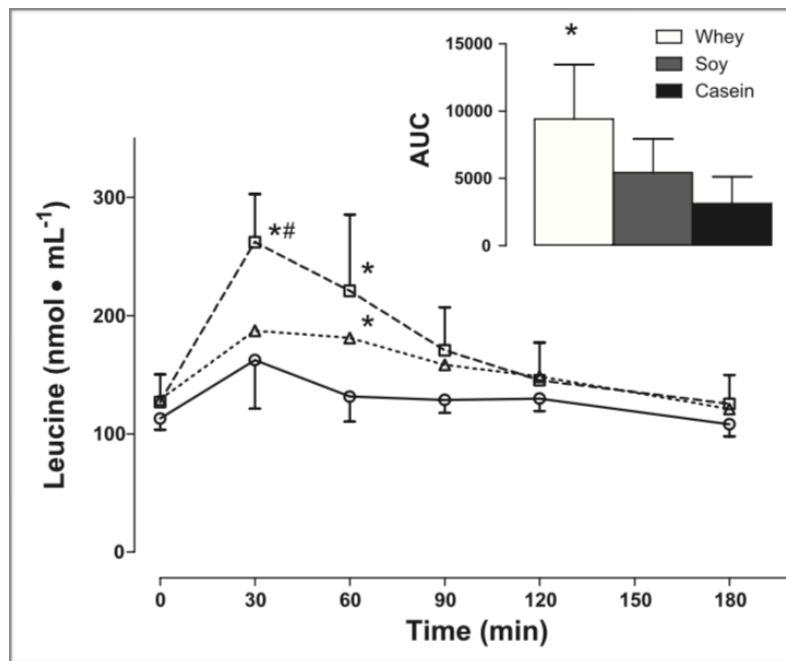 15000
10000
5000
0
AUC
*
Whey
Soy
Casein
300
200
100
0
Leucine (nmol • mL⁻¹)
*#
*
*
0 30 60 90 120 150 180
Time (min)